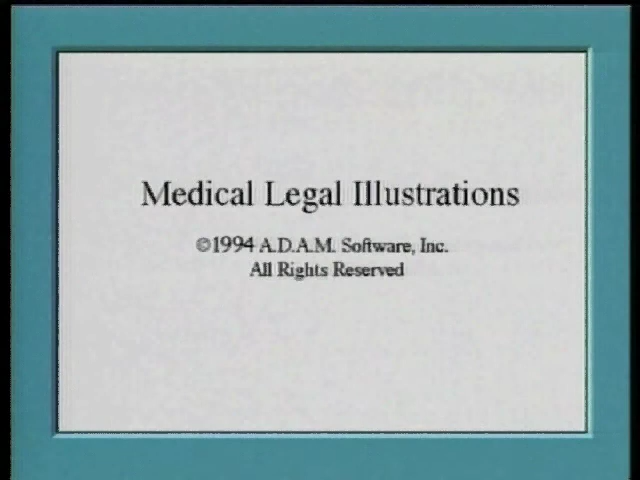 Medical Legal Illustrations
©1994 A.D.A.M. Software, Inc.
All Rights Reserved